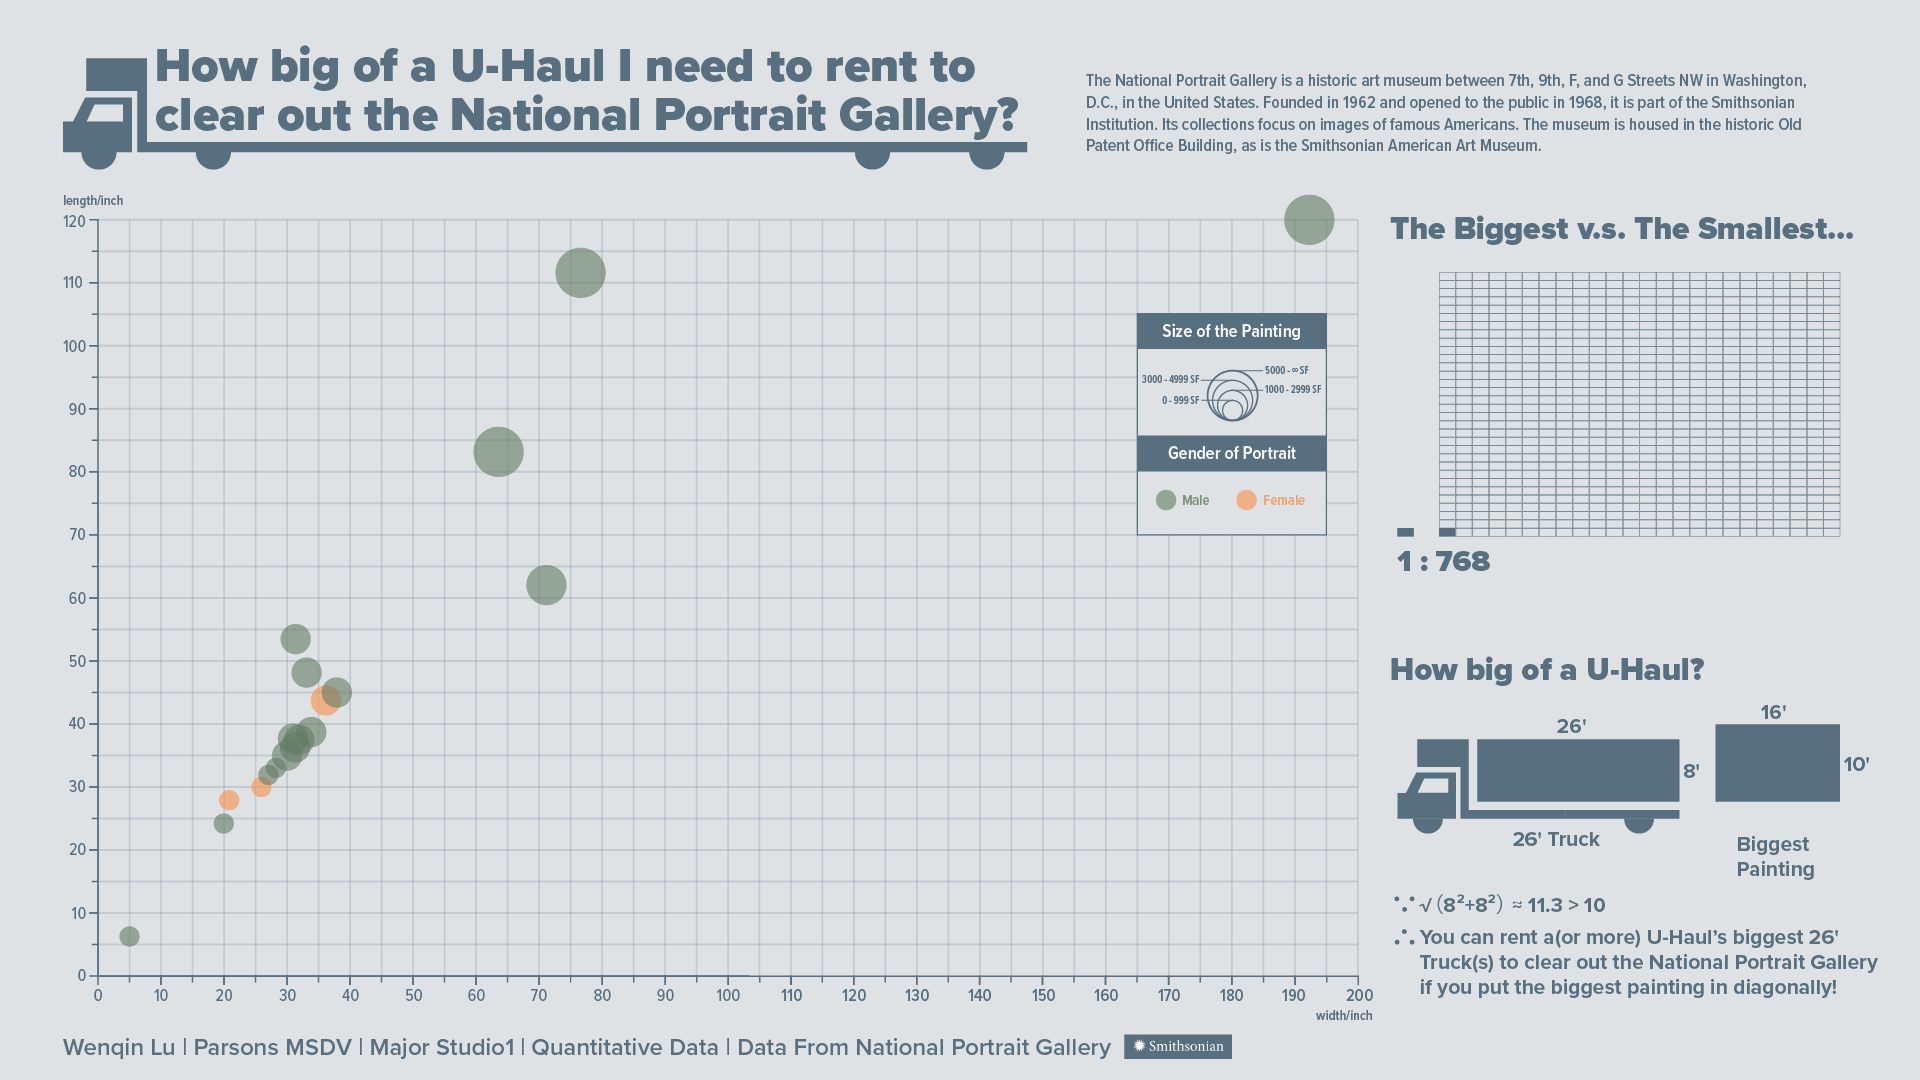 How big of a U-Haul I need to rent to
clear out the National Portrait Gallery?
The National Portrait Gallery is a historic art museum between 7th, 9th, F, and G Streets NW in Washington,
D.C., in the United States. Founded in 1962 and opened to the public in 1968, it is part of the Smithsonian
Institution. Its collections focus on images of famous Americans. The museum is housed in the historic Old
Patent Office Building, as is the Smithsonian American Art Museum.
length/inch
120
110
100
90
80
70
60
50
40
30
20
10
0
0 10 20 30 40 50 60 70 80 90 100 110 120 130 140 150 160 170 180 190 200
width/inch
Size of the Painting
5000 - ∞ SF
3000 - 4999 SF
1000 - 2999 SF
0 - 999 SF
Gender of Portrait
Male Female
The Biggest v.s. The Smallest...
1 : 768
How big of a U-Haul?
26'
8'
26' Truck
16'
10'
Biggest
Painting
∵ √ (8²+8²) ≈ 11.3 > 10
∴ You can rent a(or more) U-Haul's biggest 26'
Truck(s) to clear out the National Portrait Gallery
if you put the biggest painting in diagonally!
Wenqin Lu | Parsons MSDV | Major Studio1 | Quantitative Data | Data From National Portrait Gallery
Smithsonian